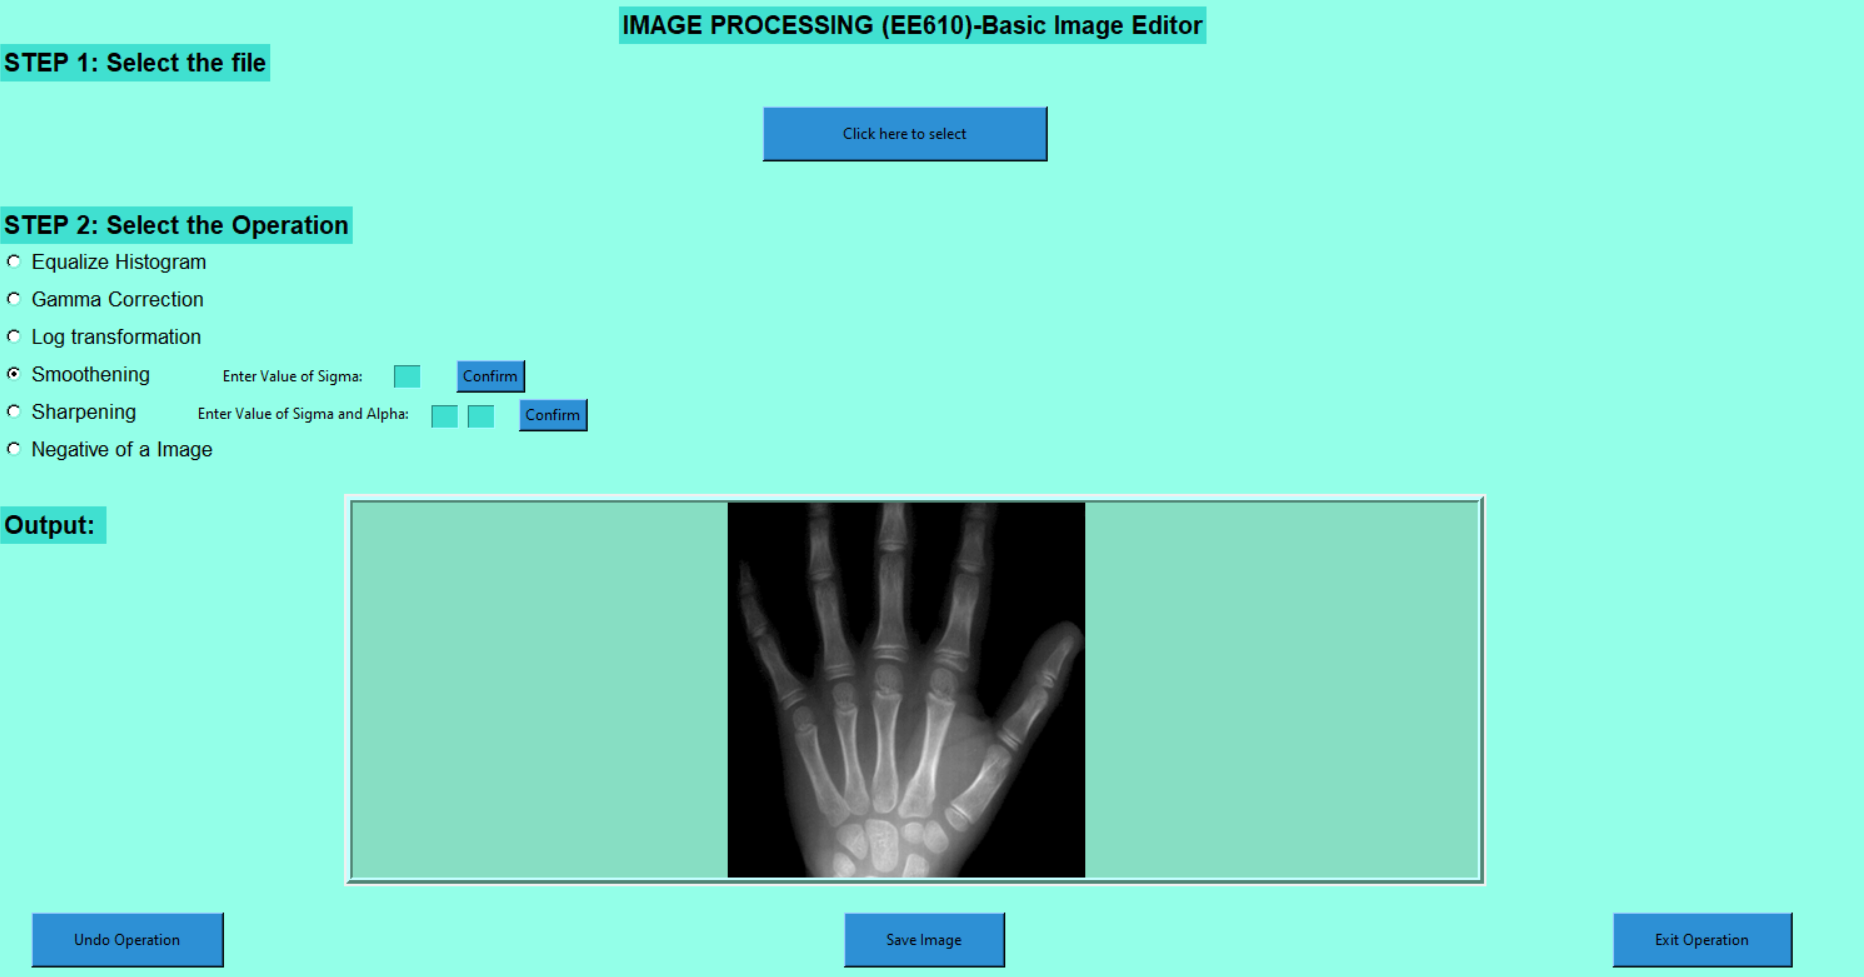 IMAGE PROCESSING (EE610)-Basic Image Editor
STEP 1: Select the file
Click here to select
STEP 2: Select the Operation
Equalize Histogram
Gamma Correction
Log transformation
Smoothening Enter Value of Sigma: Confirm
Sharpening Enter Value of Sigma and Alpha: Confirm
Negative of a Image
Output:
Undo Operation Save Image Exit Operation